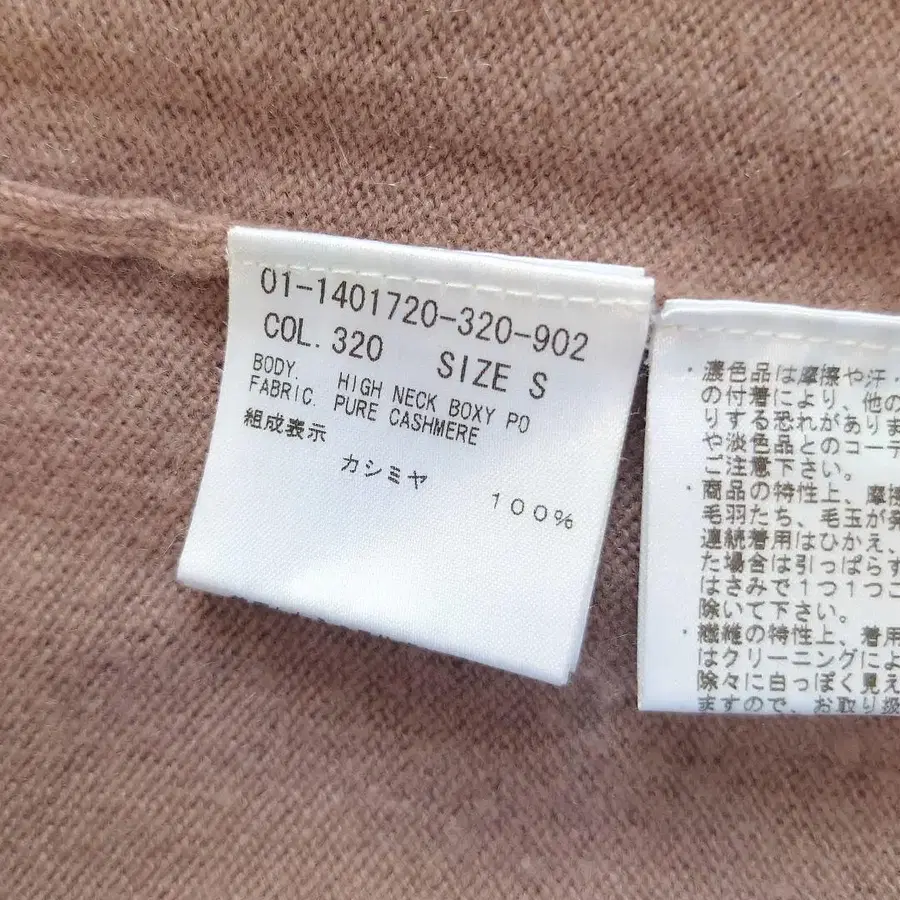 01-1401720-320-902
COL. 320 SIZE S
BODY. HIGH NECK BOXY PO
FABRIC. PURE CASHMERE
組成表示
カシミヤ
100%
・濃色品は摩擦や汗・
の付着により、他の
りする恐れがありま
や淡色品とのコーデ
ご注意下さい。
・商品の特性上、摩擦
毛羽たち、毛玉が発
連続着用はひかえ、
た場合は引っぱらず
はさみで1つ1つこ
除いて下さい。
・繊維の特性上、着用
はクリーニングによ
除々に白っぽく見え
ますので、お取り扱